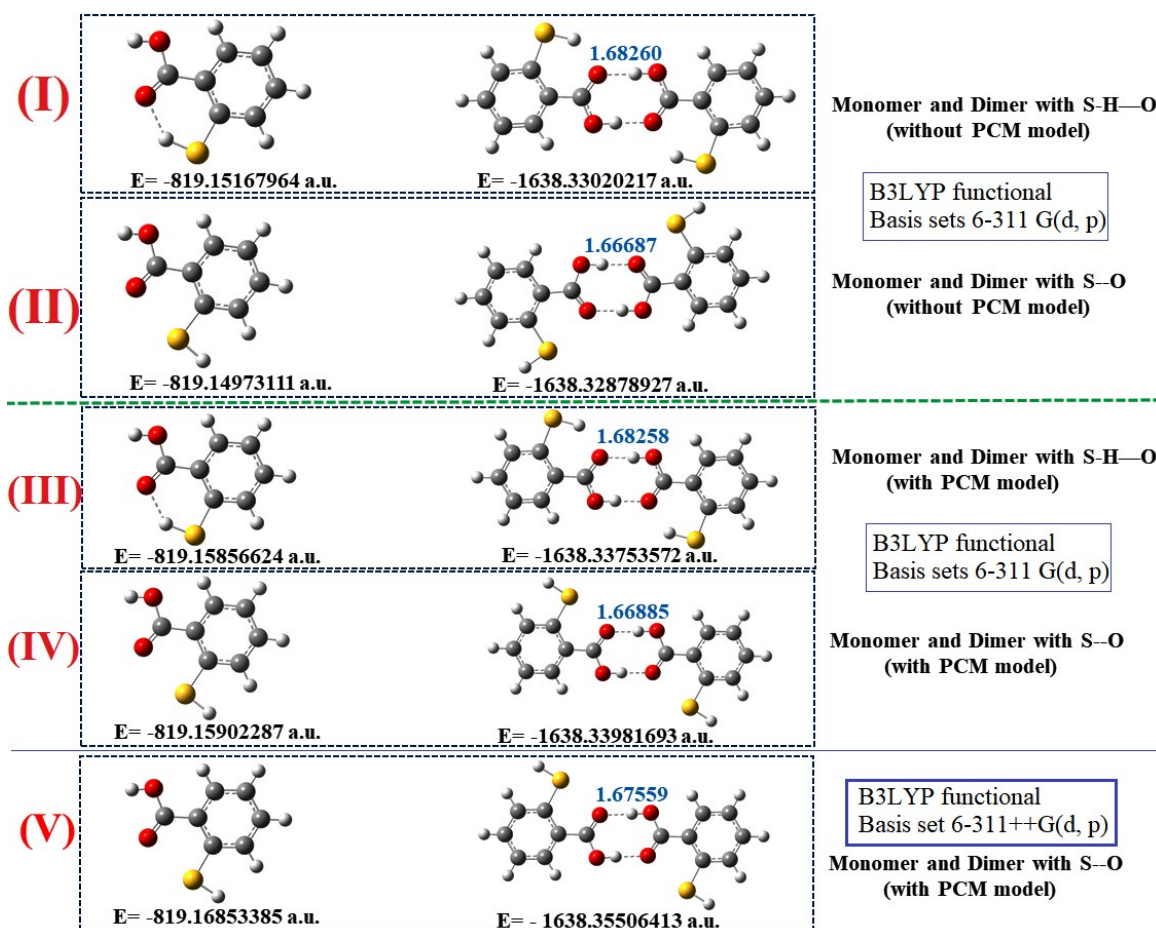 (I)
1.68260
E= -819.15167964 a.u.
E= -1638.33020217 a.u.
Monomer and Dimer with S-H—O
(without PCM model)
B3LYP functional
Basis sets 6-311 G(d, p)
(II)
1.66687
E= -819.14973111 a.u.
-1638.32878927 a.u.
Monomer and Dimer with S--O
(without PCM model)
(III)
1.68258
E= -819.15856624 a.u.
-1638.33753572 a.u.
Monomer and Dimer with S-H—O
(with PCM model)
B3LYP functional
Basis sets 6-311 G(d, p)
(IV)
1.66885
E= -819.15902287 a.u.
E= -1638.33981693 a.u.
Monomer and Dimer with S--O
(with PCM model)
(V)
1.67559
E= -819.16853385 a.u.
E= - 1638.35506413 a.u.
B3LYP functional
Basis set 6-311++G(d, p)
Monomer and Dimer with S--O
(with PCM model)